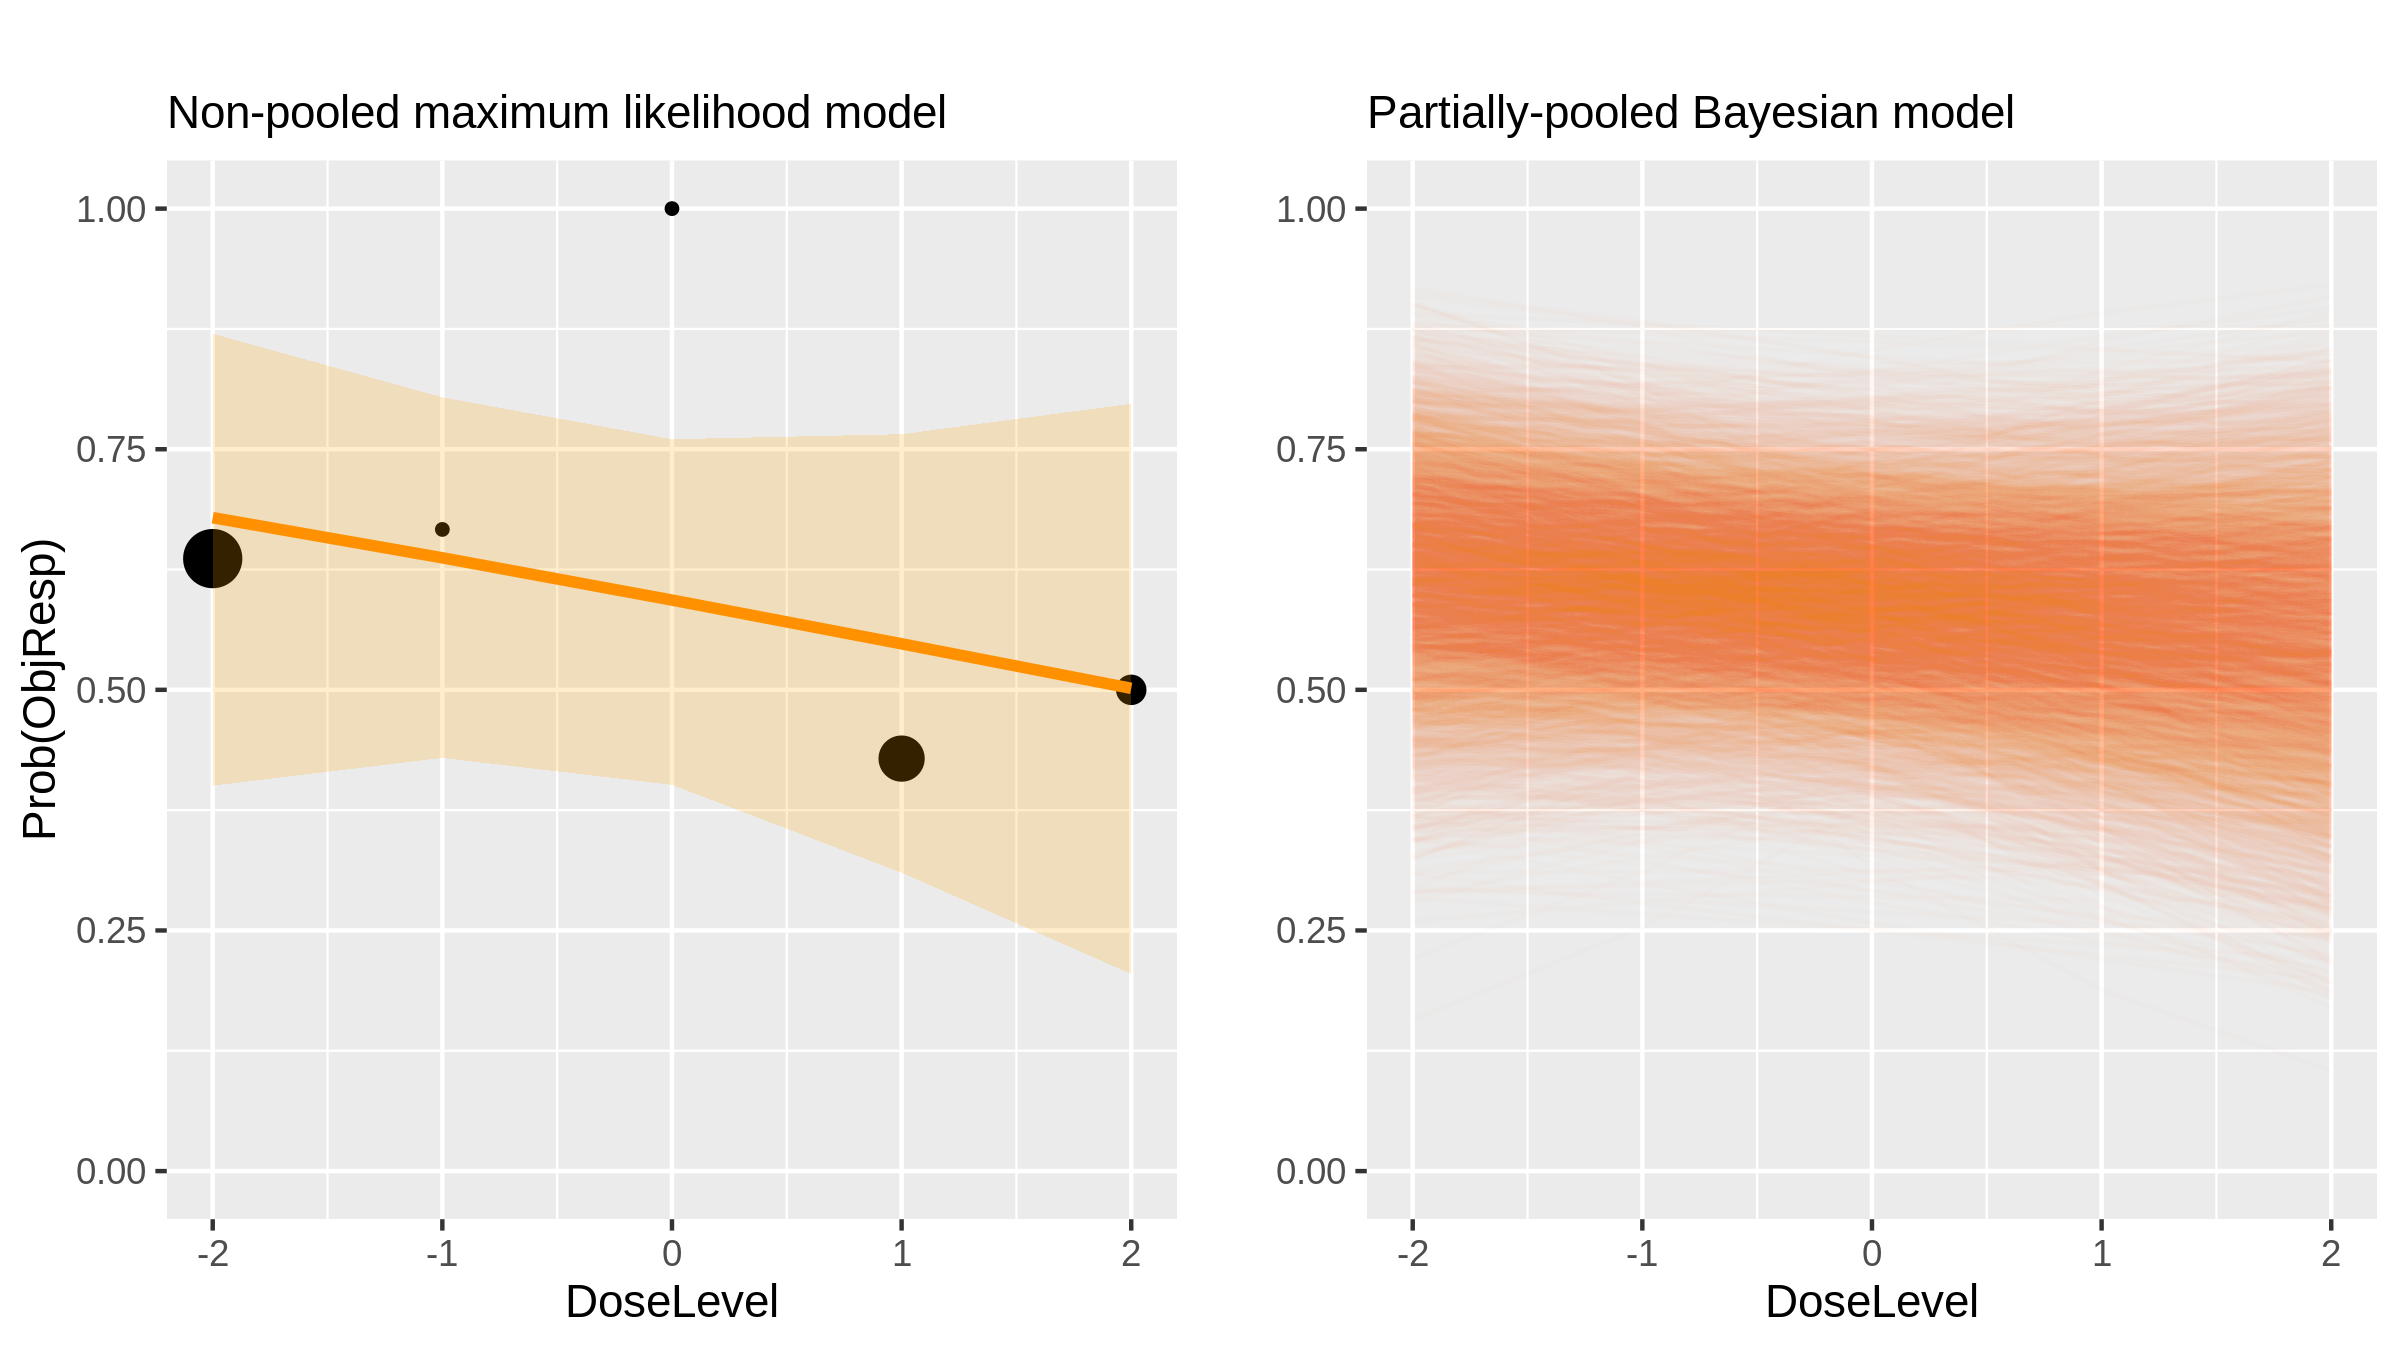 Non-pooled maximum likelihood model
Partially-pooled Bayesian model
Prob(ObjResp)
1.00
0.75
0.50
0.25
0.00
-2 -1 0 1 2
DoseLevel
1.00
0.75
0.50
0.25
0.00
-2 -1 0 1 2
DoseLevel